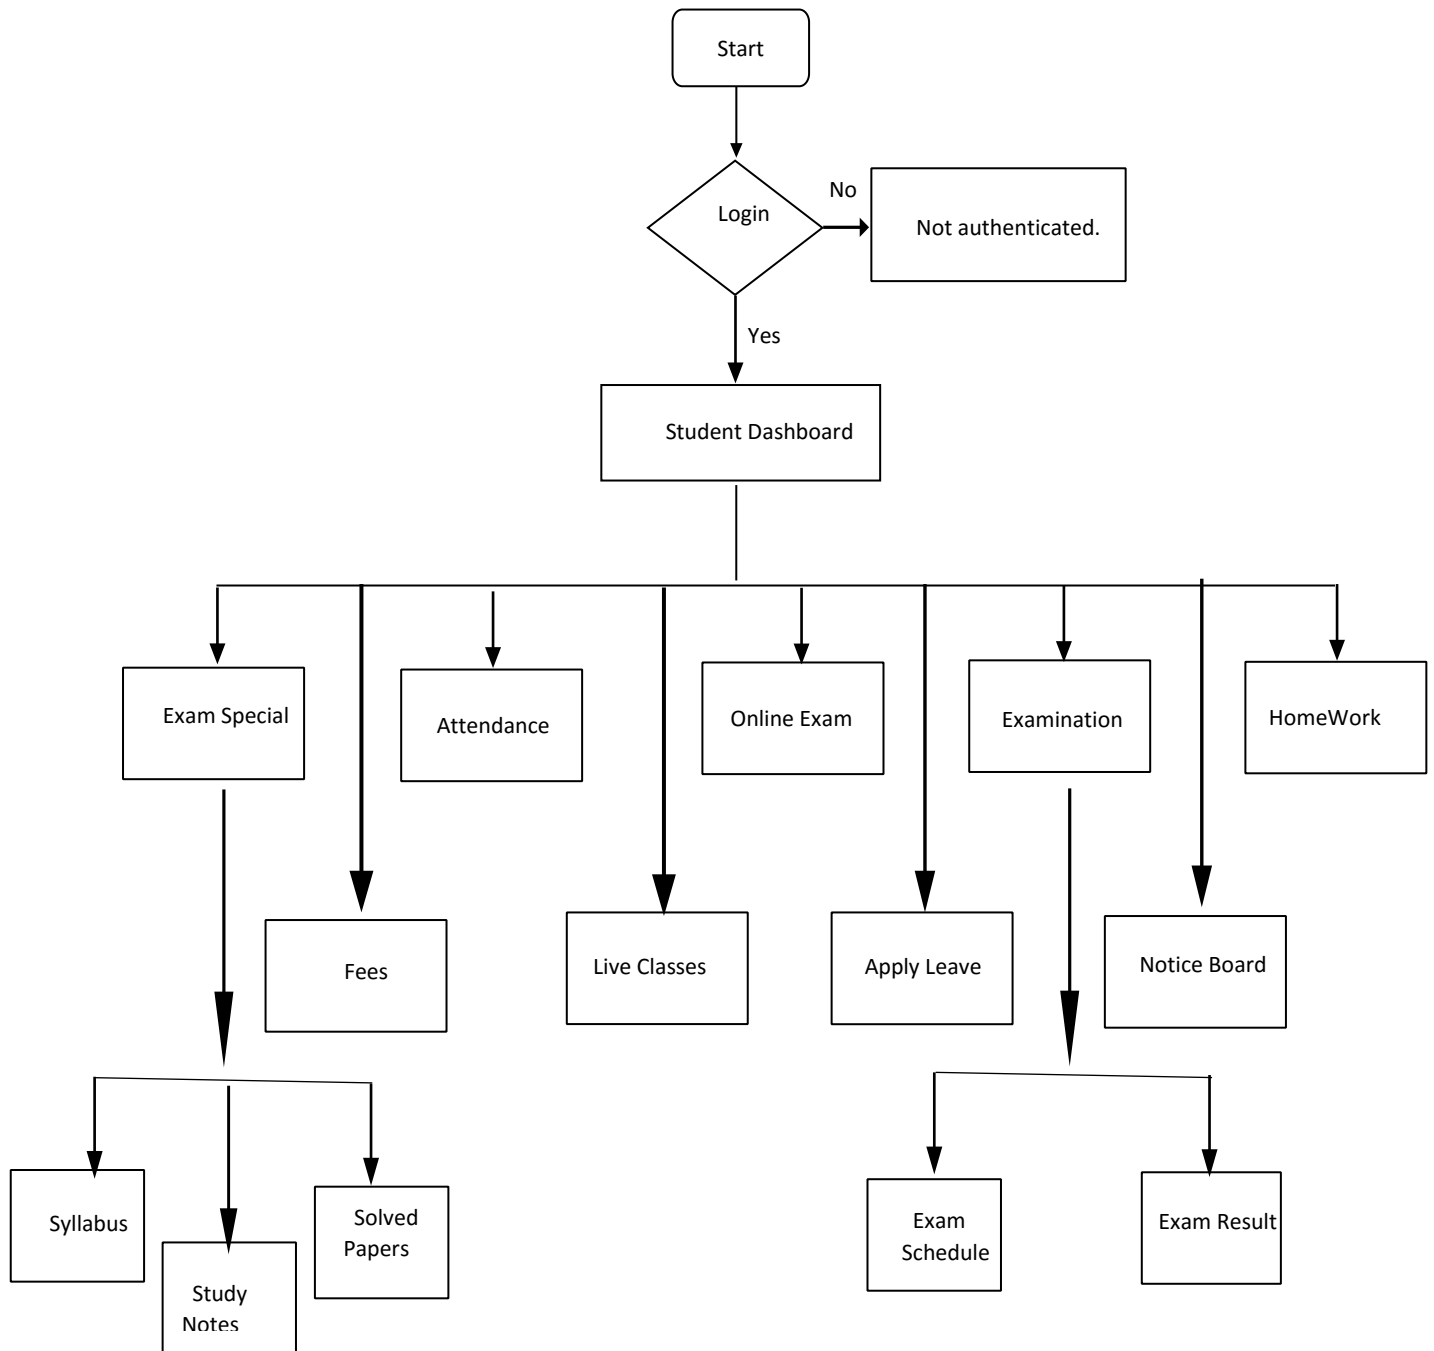 Start
No
Login
Not authenticated.
Yes
Student Dashboard
Exam Special
Attendance
Online Exam
Examination
HomeWork
Fees
Live Classes
Apply Leave
Notice Board
Syllabus
Study
Notes
Solved
Papers
Exam
Schedule
Exam Result